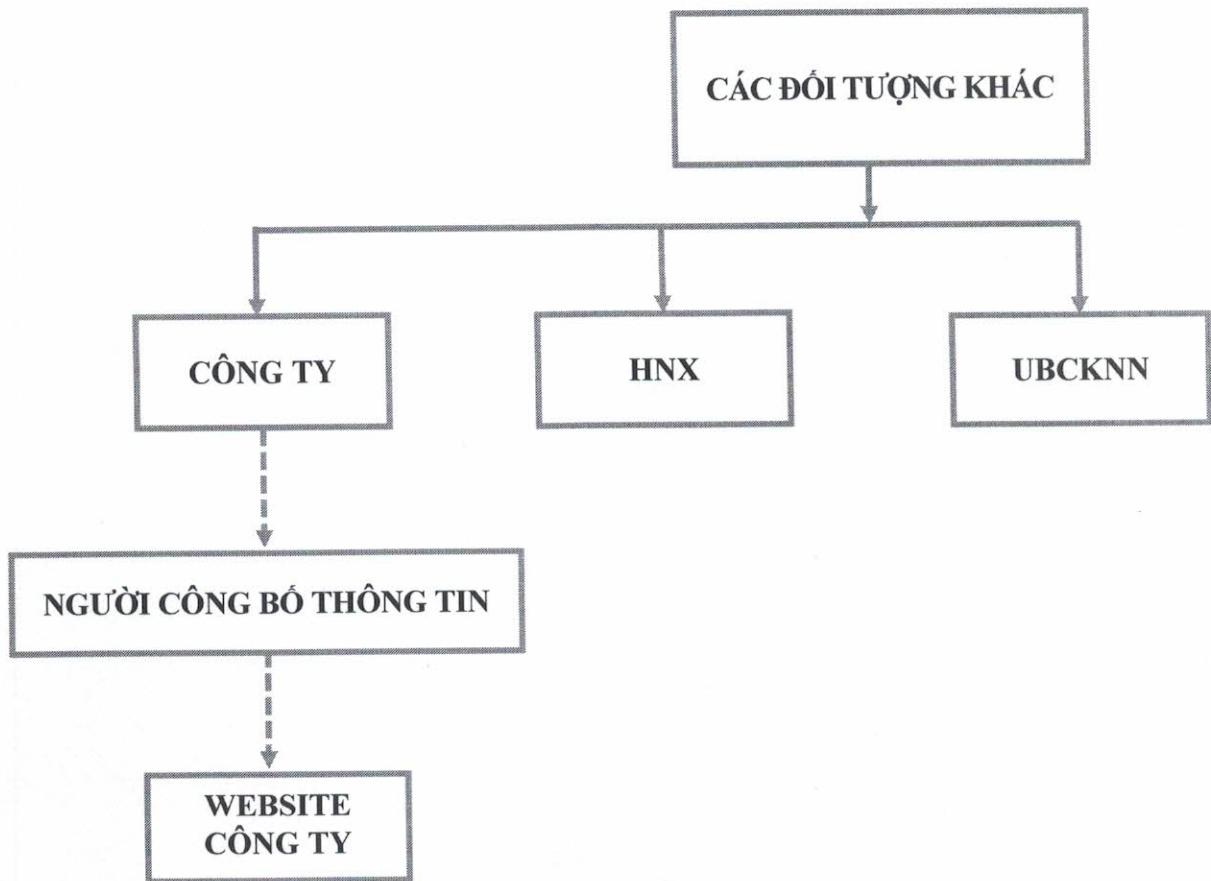 CÁC ĐỐI TƯỢNG KHÁC
CÔNG TY
HNX
UBCKNN
NGƯỜI CÔNG BỐ THÔNG TIN
WEBSITE
CÔNG TY